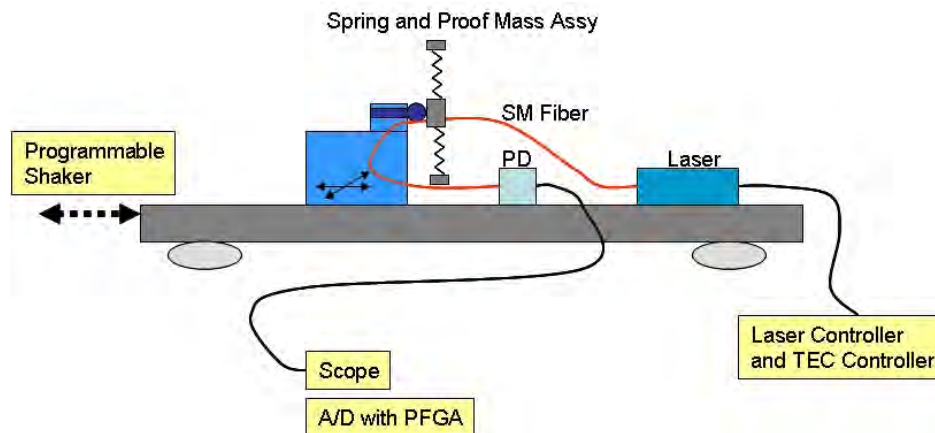 Spring and Proof Mass Assy
SM Fiber
Programmable
Shaker
PD
Laser
Laser Controller
and TEC Controller
Scope
A/D with PFGA